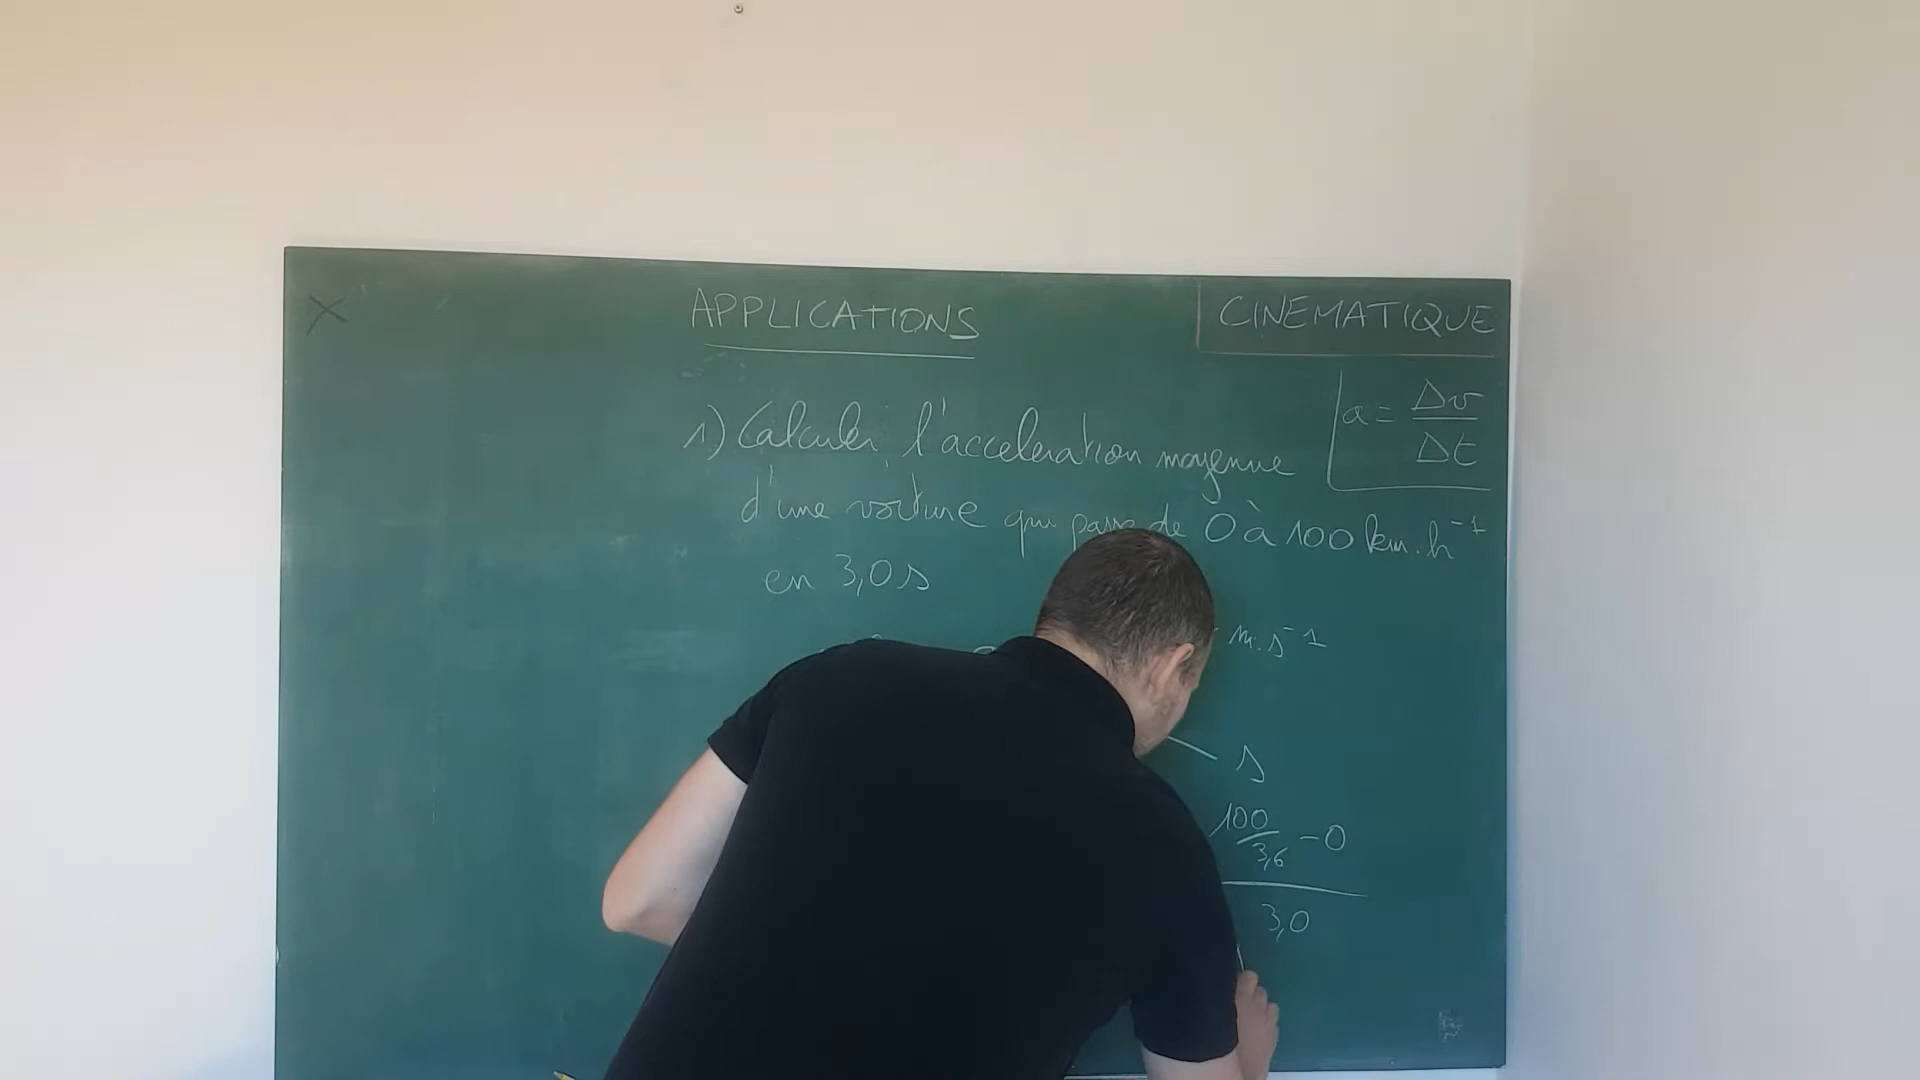 APPLICATIONS
CINEMATIQUE
a = Δv / Δt
1) Calculer l'acceleration moyenne
d'une voiture qui passe de 0 à 100 km.h⁻¹
en 3,0 s
m.s⁻¹
s
100/3,6 - 0
3,0